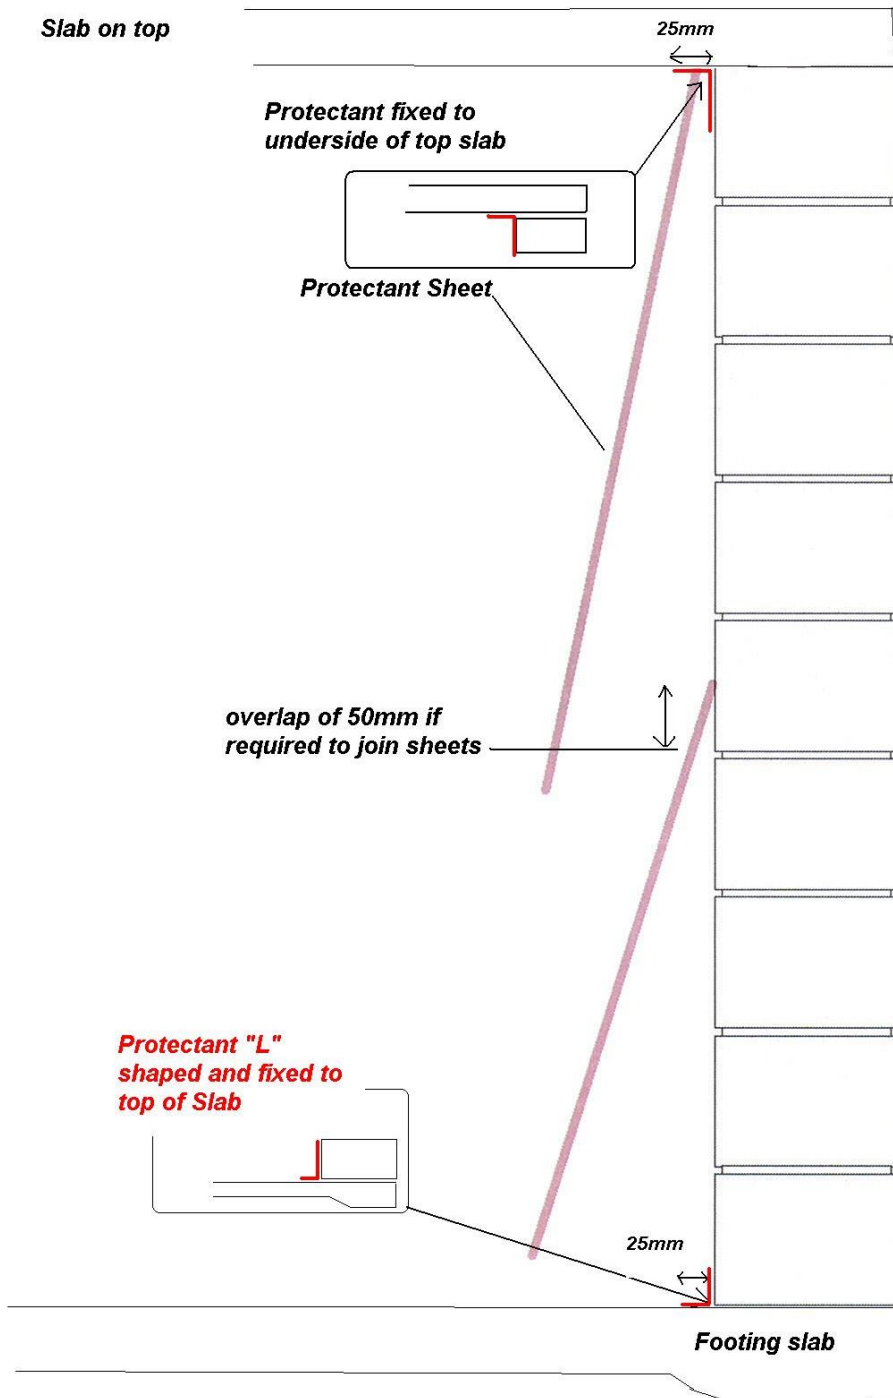 Slab on top
25mm
Protectant fixed to
underside of top slab
Protectant Sheet
overlap of 50mm if
required to join sheets
Protectant "L"
shaped and fixed to
top of Slab
25mm
Footing slab